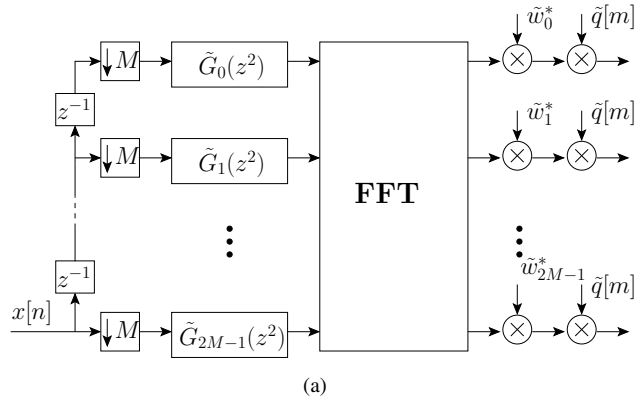 w̃₀* q̃[m]
↓M G̃₀(z²)
z⁻¹
w̃₁* q̃[m]
↓M G̃₁(z²)
FFT
z⁻¹
w̃*₂M₋₁ q̃[m]
x[n]
↓M G̃₂M₋₁(z²)
(a)